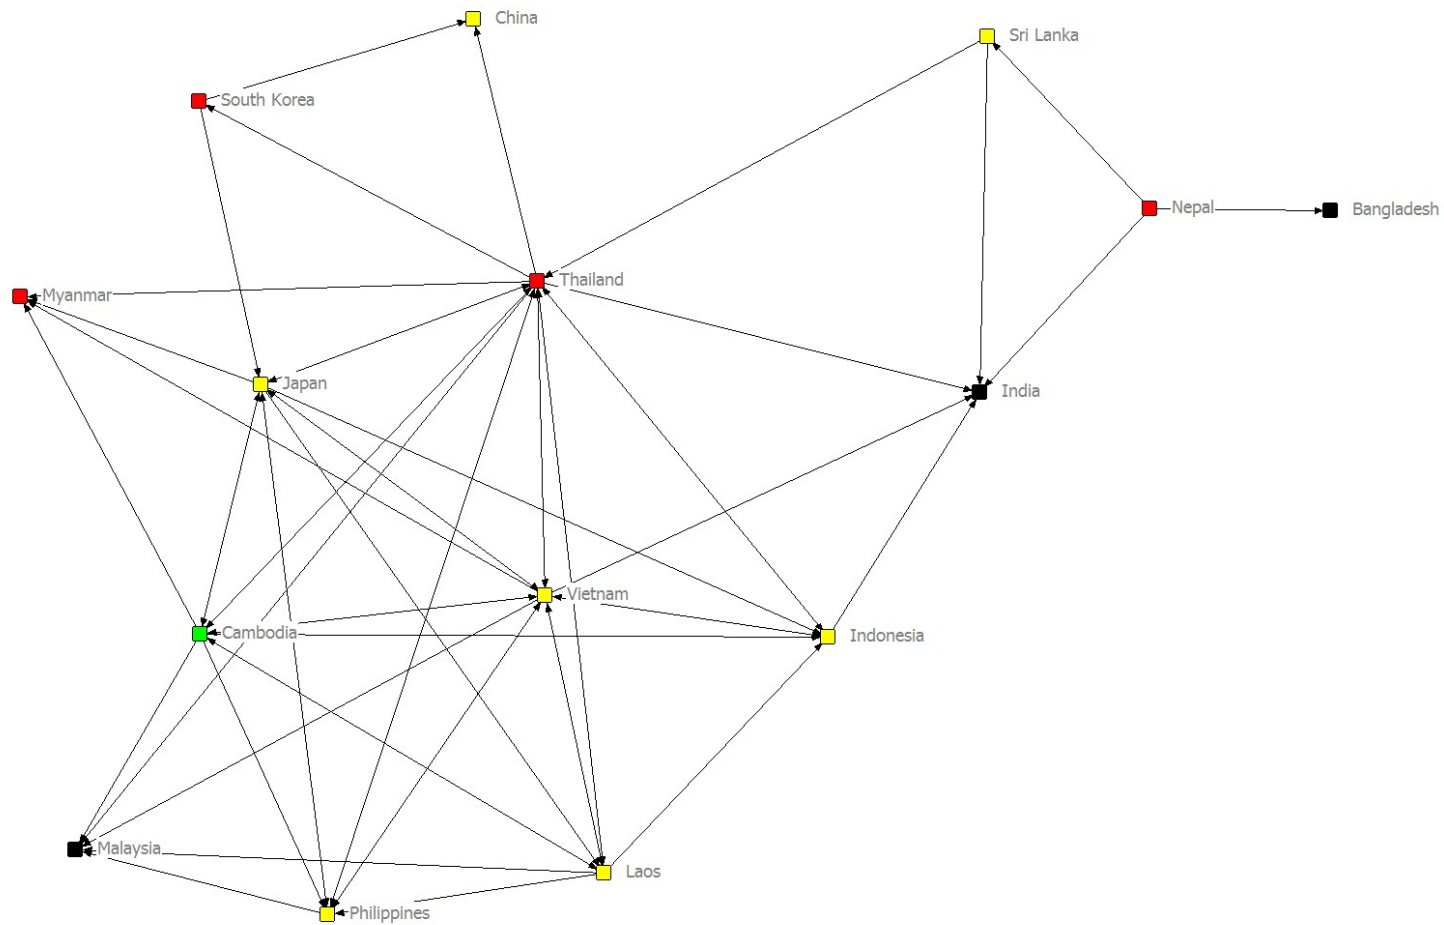 China
Sri Lanka
South Korea
Nepal
Bangladesh
Thailand
Myanmar
Japan
India
Vietnam
Cambodia
Indonesia
Malaysia
Laos
Philippines